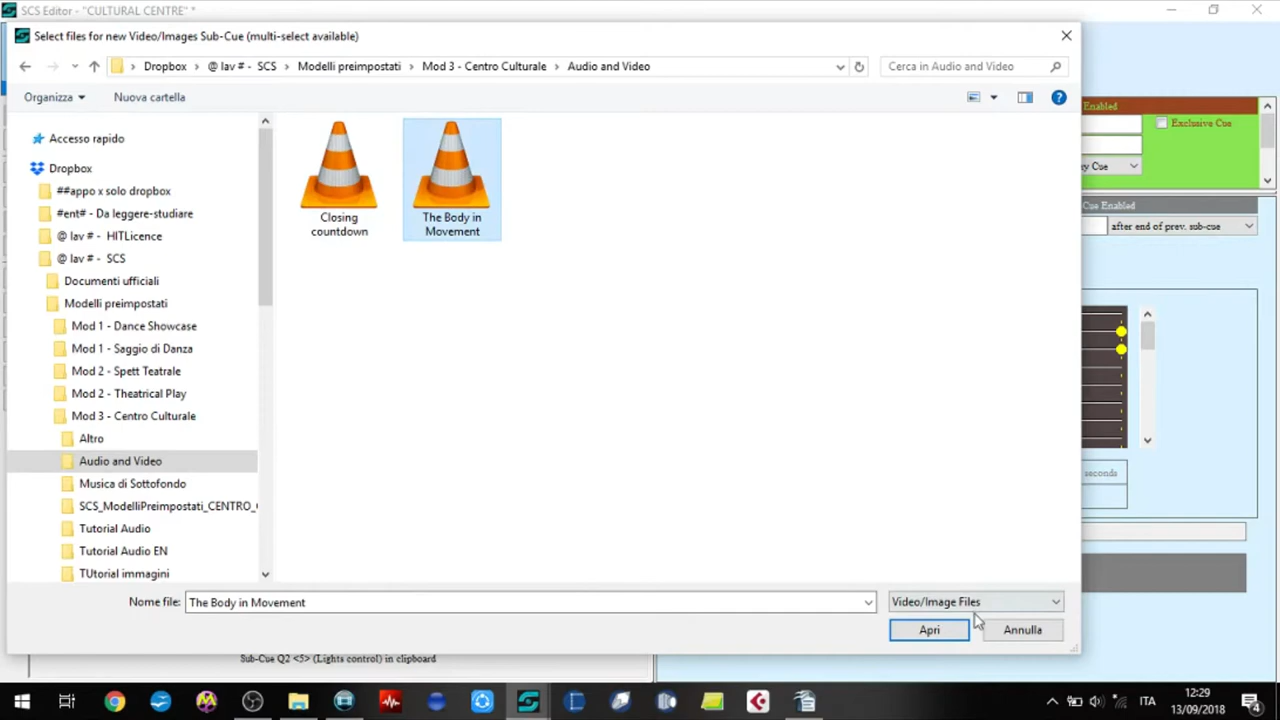 SCS Editor - "CULTURAL CENTRE" *
Select files for new Video/Images Sub-Cue (multi-select available)
Dropbox > @ lav # - SCS > Modelli preimpostati > Mod 3 - Centro Culturale > Audio and Video
Cerca in Audio and Video
Organizza
Nuova cartella
Accesso rapido
Dropbox
##appo x solo dropbox
#ent# - Da leggere-studiare
@ lav # - HITLicence
@ lav # - SCS
Documenti ufficiali
Modelli preimpostati
Mod 1 - Dance Showcase
Mod 1 - Saggio di Danza
Mod 2 - Spett Teatrale
Mod 2 - Theatrical Play
Mod 3 - Centro Culturale
Altro
Audio and Video
Musica di Sottofondo
SCS_ModelliPreimpostati_CENTRO_
Tutorial Audio
Tutorial Audio EN
TUtorial immagini
Closing
countdown
The Body in
Movement
Nome file:
The Body in Movement
Video/Image Files
Apri
Annulla
Enabled
Exclusive Cue
y Cue
Cue Enabled
after end of prev. sub-cue
seconds
Sub-Cue Q2 <5> (Lights control) in clipboard
ITA
12:29
13/09/2018
4